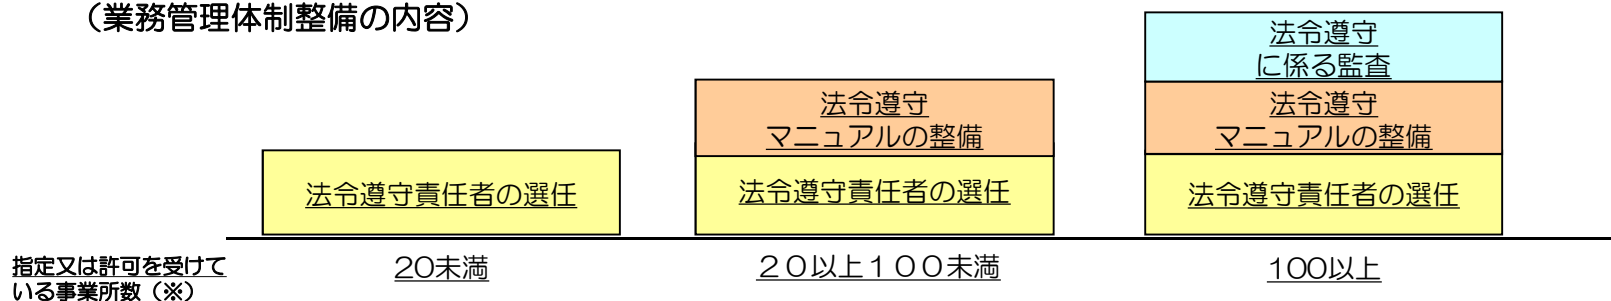 （業務管理体制整備の内容）
法令遵守
に係る監査
法令遵守
マニュアルの整備
法令遵守
マニュアルの整備
法令遵守責任者の選任
法令遵守責任者の選任
法令遵守責任者の選任
指定又は許可を受けて
いる事業所数（※）
20未満
２０以上１００未満
100以上